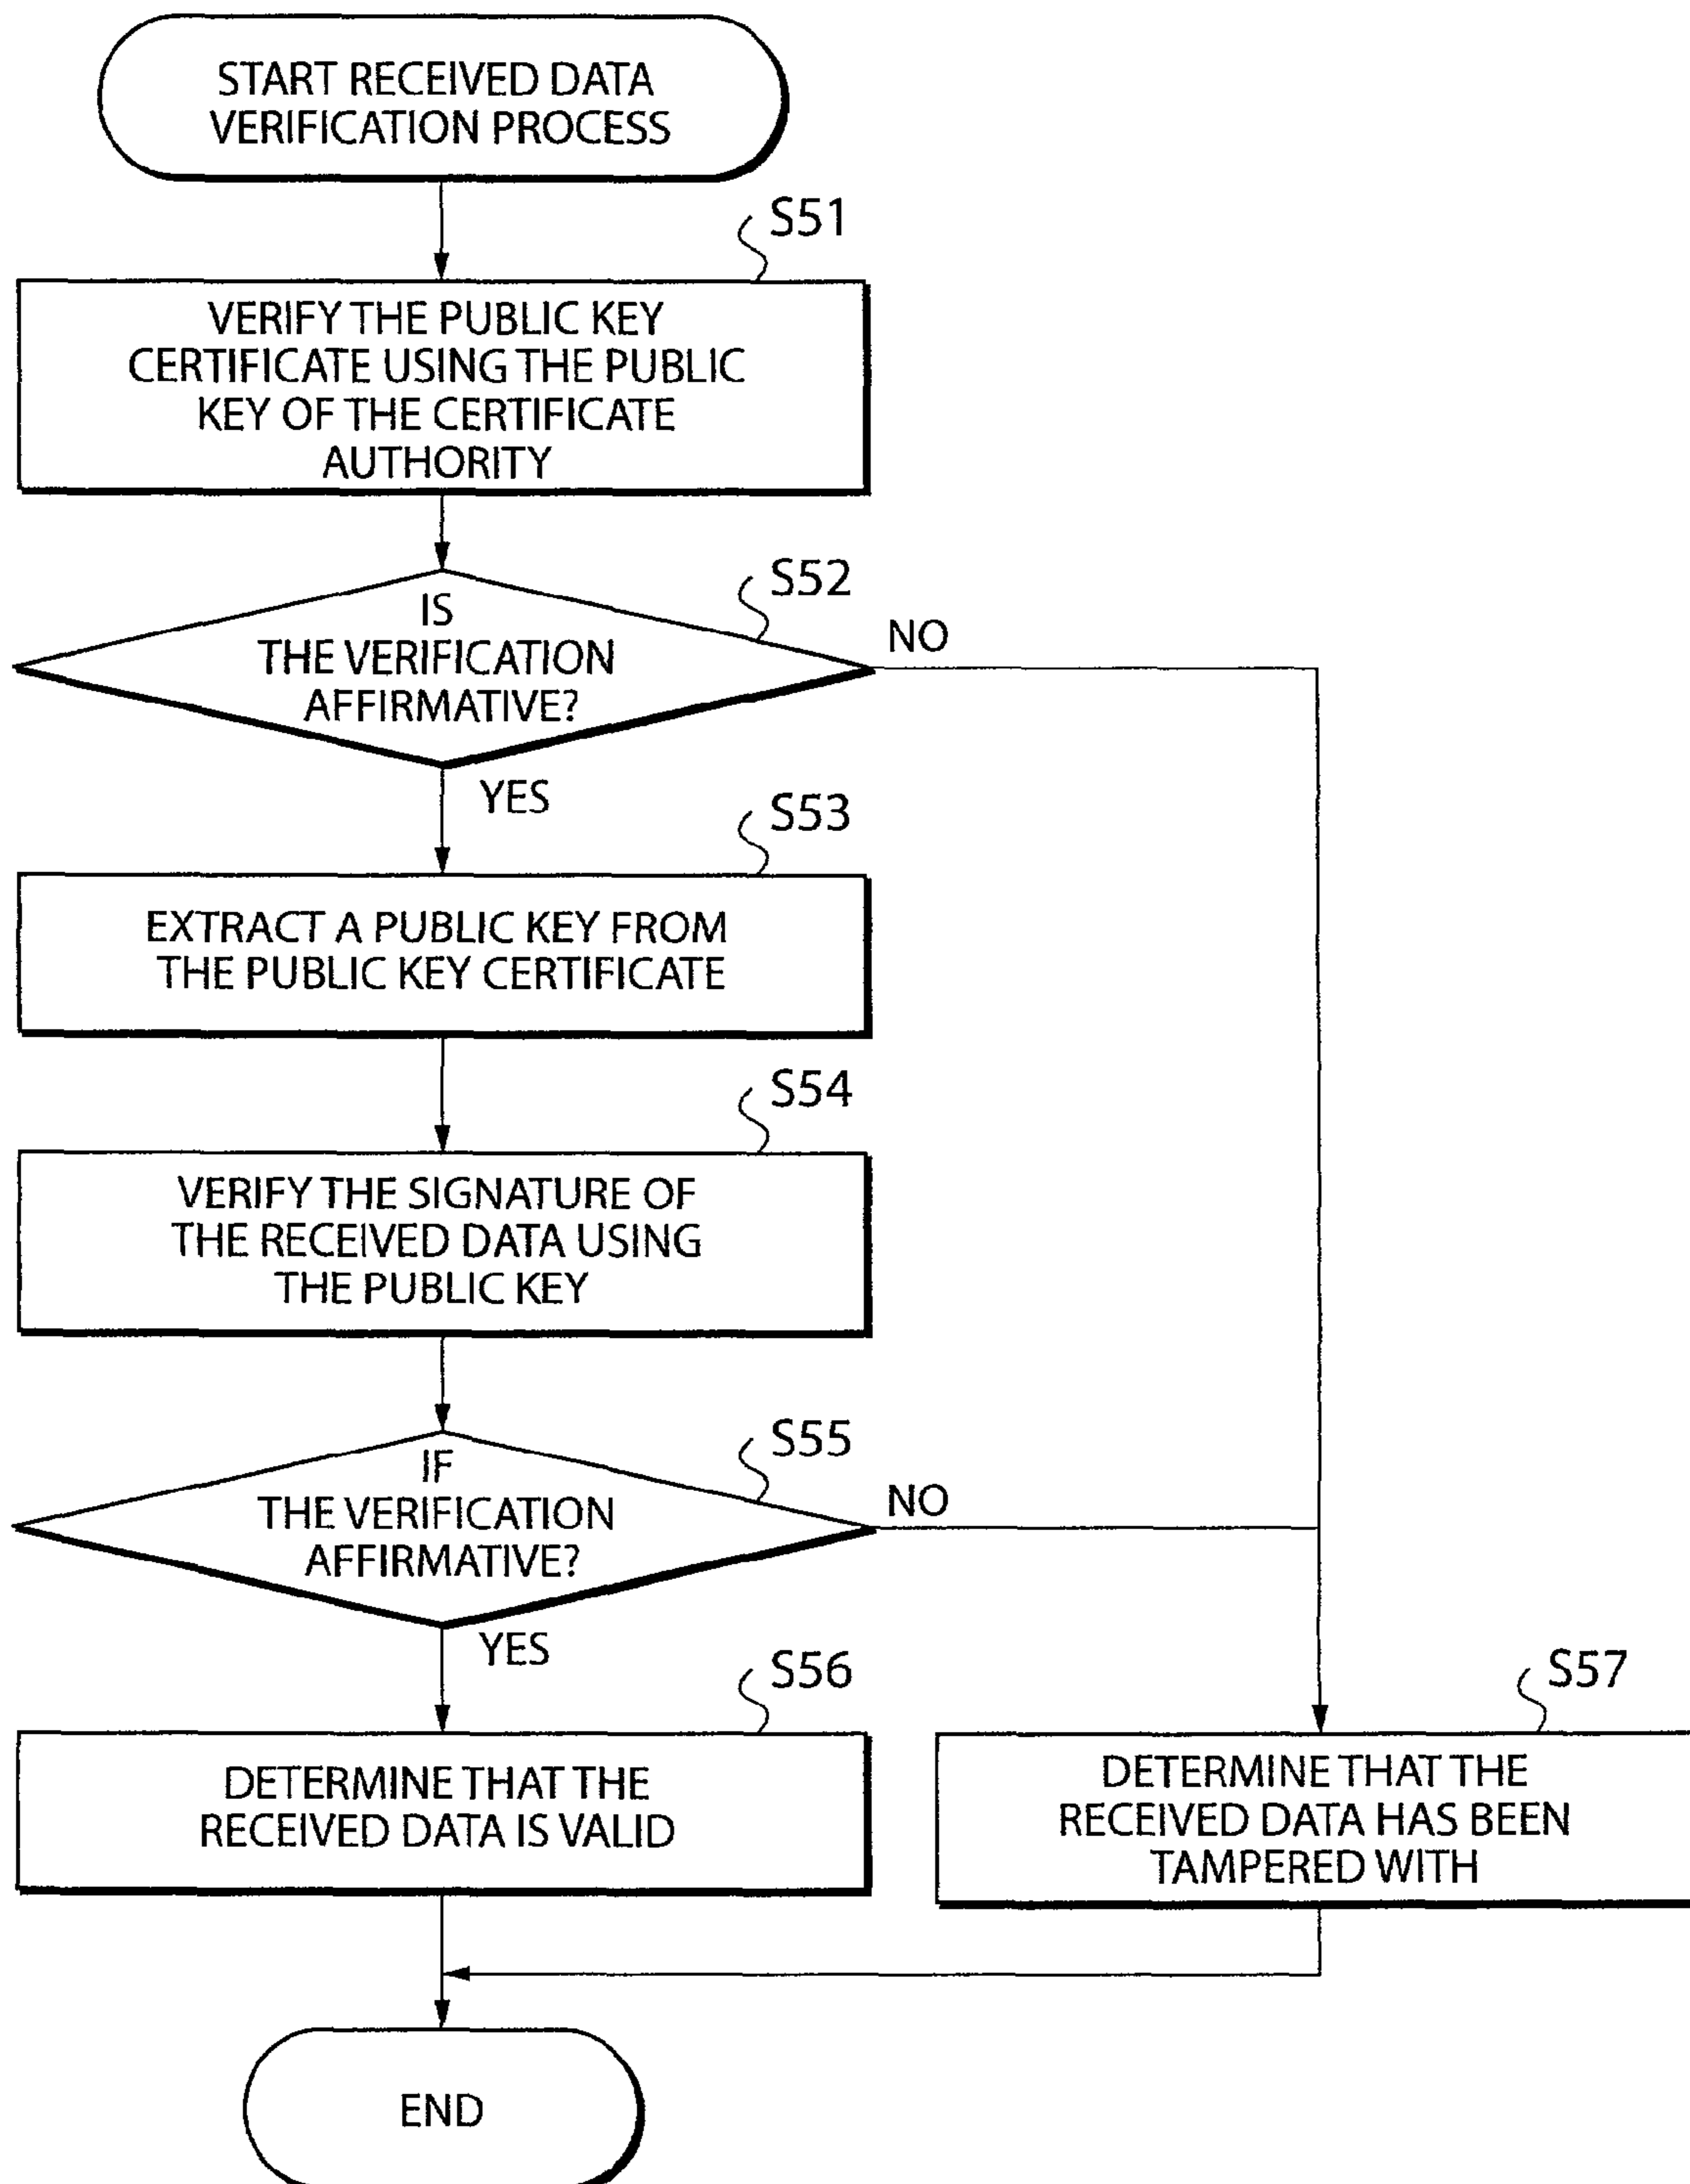 START RECEIVED DATA
VERIFICATION PROCESS
S51
VERIFY THE PUBLIC KEY
CERTIFICATE USING THE PUBLIC
KEY OF THE CERTIFICATE
AUTHORITY
S52
IS
THE VERIFICATION
AFFIRMATIVE?
NO
YES
S53
EXTRACT A PUBLIC KEY FROM
THE PUBLIC KEY CERTIFICATE
S54
VERIFY THE SIGNATURE OF
THE RECEIVED DATA USING
THE PUBLIC KEY
S55
IF
THE VERIFICATION
AFFIRMATIVE?
NO
YES
S56
DETERMINE THAT THE
RECEIVED DATA IS VALID
S57
DETERMINE THAT THE
RECEIVED DATA HAS BEEN
TAMPERED WITH
END